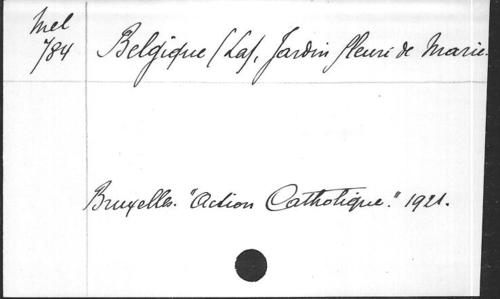 Mel
784
Belgique (La), Jardin fleuri de Marie.
Bruxelles. "Action Catholique." 1921.